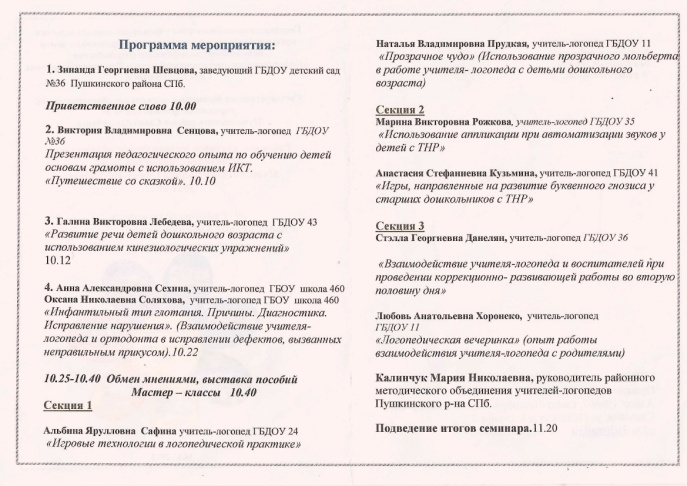 Программа мероприятия:
1. Зинаида Георгиевна Шевцова, заведующий ГБДОУ детский сад
№36 Пушкинского района СПб.
Приветственное слово 10.00
2. Виктория Владимировна Сенцова, учитель-логопед ГБДОУ
№36
Презентация педагогического опыта по обучению детей
основам грамоты с использованием ИКТ.
«Путешествие со сказкой». 10.10
3. Галина Викторовна Лебедева, учитель-логопед ГБДОУ 43
«Развитие речи детей дошкольного возраста с
использованием кинезиологических упражнений»
10.12
4. Анна Александровна Сехина, учитель-логопед ГБОУ школа 460
Оксана Николаевна Соляхова, учитель-логопед ГБОУ школа 460
«Инфантильный тип глотания. Причины. Диагностика.
Исправление нарушения». (Взаимодействие учителя-
логопеда и ортодонта в исправлении дефектов, вызванных
неправильным прикусом).10.22
10.25-10.40 Обмен мнениями, выставка пособий
Мастер – классы 10.40
Секция 1
Альбина Ярулловна Сафина учитель-логопед ГБДОУ 24
«Игровые технологии в логопедической практике»
Наталья Владимировна Прудкая, учитель-логопед ГБДОУ 11
«Прозрачное чудо» (Использование прозрачного мольберта
в работе учителя- логопеда с детьми дошкольного
возраста)
Секция 2
Марина Викторовна Рожкова, учитель-логопед ГБДОУ 35
«Использование аппликации при автоматизации звуков у
детей с ТНР»
Анастасия Стефанневна Кузьмина, учитель-логопед ГБДОУ 41
«Игры, направленные на развитие буквенного гнозиса у
старших дошкольников с ТНР»
Секция 3
Стэлла Георгиевна Данелян, учитель-логопед ГБДОУ 36
«Взаимодействие учителя-логопеда и воспитателей при
проведении коррекционно- развивающей работы во вторую
половину дня»
Любовь Анатольевна Хоронеко, учитель-логопед
ГБДОУ 11
«Логопедическая вечеринка» (опыт работы
взаимодействия учителя-логопеда с родителями)
Калинчук Мария Николаевна, руководитель районного
методического объединения учителей-логопедов
Пушкинского р-на СПб.
Подведение итогов семинара.11.20